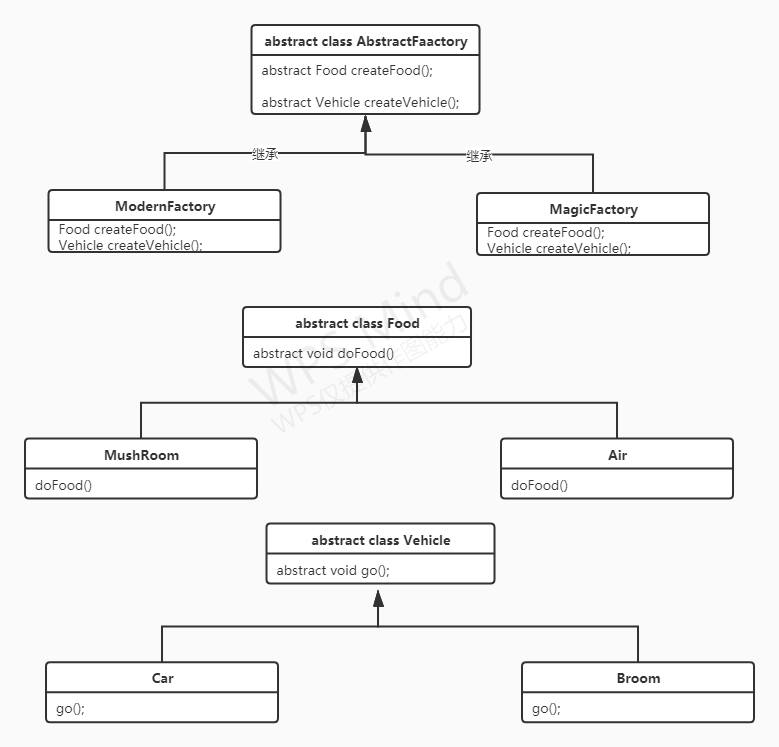 abstract class AbstractFaactory
abstract Food createFood();
abstract Vehicle createVehicle();
继承
继承
ModernFactory
Food createFood();
Vehicle createVehicle();
MagicFactory
Food createFood();
Vehicle createVehicle();
WPS Mind
WPS仅提供作图能力
abstract class Food
abstract void doFood()
MushRoom
doFood()
Air
doFood()
abstract class Vehicle
abstract void go();
Car
go();
Broom
go();